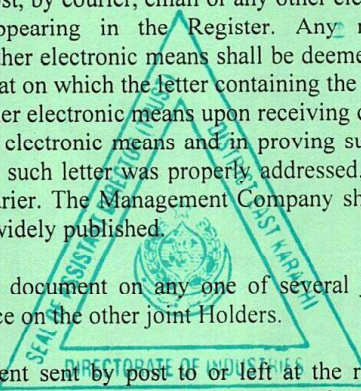 ost, by courier, email or any other ele
ppearing in the Register. Any n
her electronic means shall be deeme
at on which the letter containing the
er electronic means upon receiving c
electronic means and in proving su
such letter was properly addressed.
rier. The Management Company sh
widely published.
document on any one of several j
ce on the other joint Holders.
ent sent by post to or left at the r
SEAL OF ASSISTANT DIRECTOR (TRUST)
DISTRICT EAST KARACHI
DIRECTORATE OF INDUSTRIES